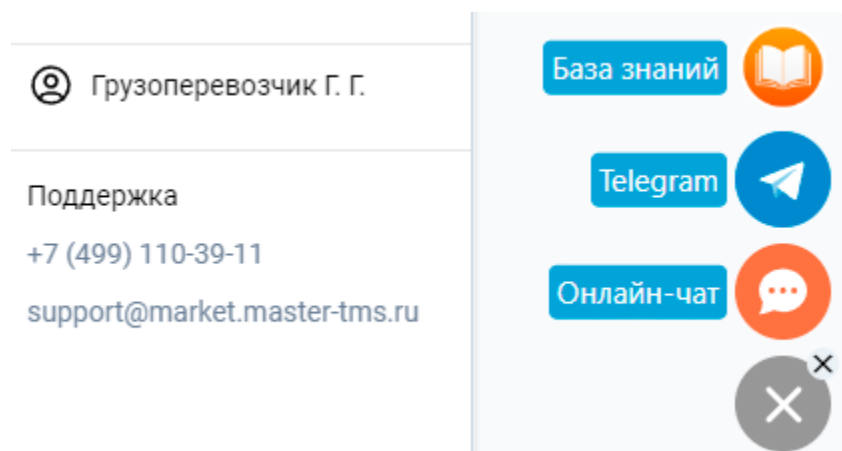 Грузоперевозчик Г. Г.
Поддержка
+7 (499) 110-39-11
support@market.master-tms.ru
База знаний
Telegram
Онлайн-чат